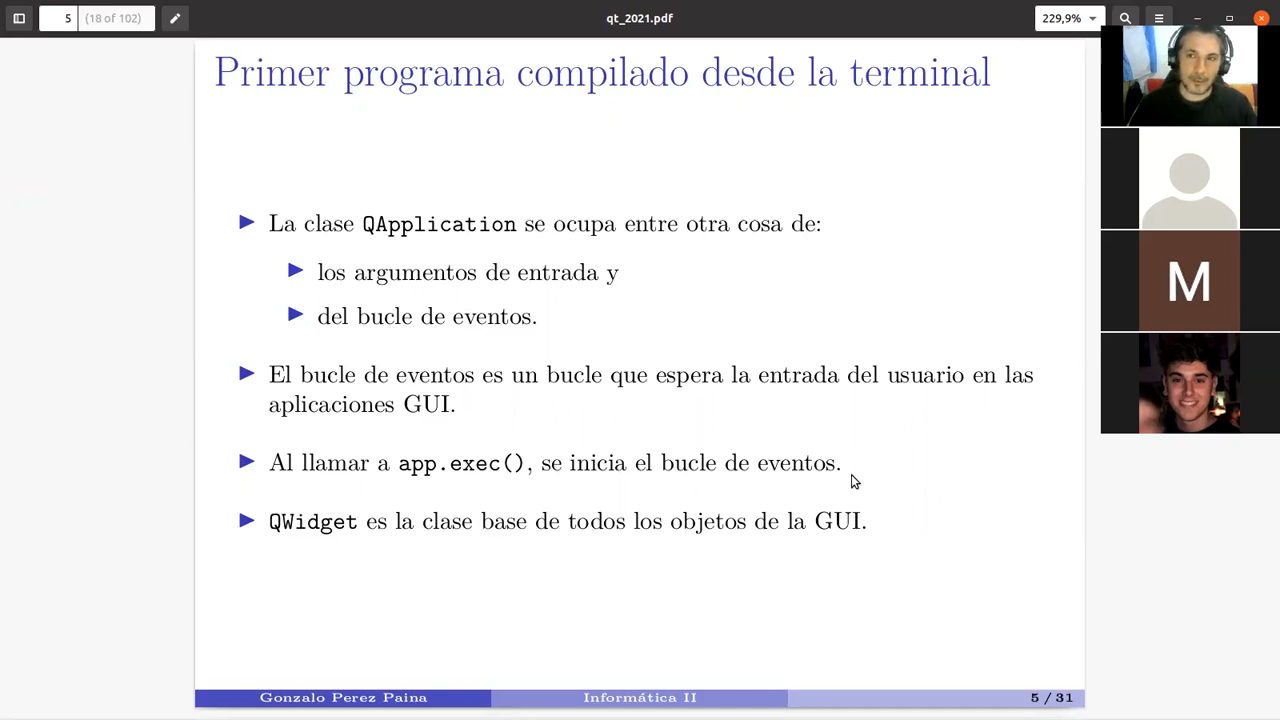 5 (18 of 102) qt_2021.pdf 229,9%
Primer programa compilado desde la terminal
La clase QApplication se ocupa entre otra cosa de:
los argumentos de entrada y
del bucle de eventos.
El bucle de eventos es un bucle que espera la entrada del usuario en las
aplicaciones GUI.
Al llamar a app.exec(), se inicia el bucle de eventos.
QWidget es la clase base de todos los objetos de la GUI.
M
Gonzalo Perez Paina Informática II 5 / 31